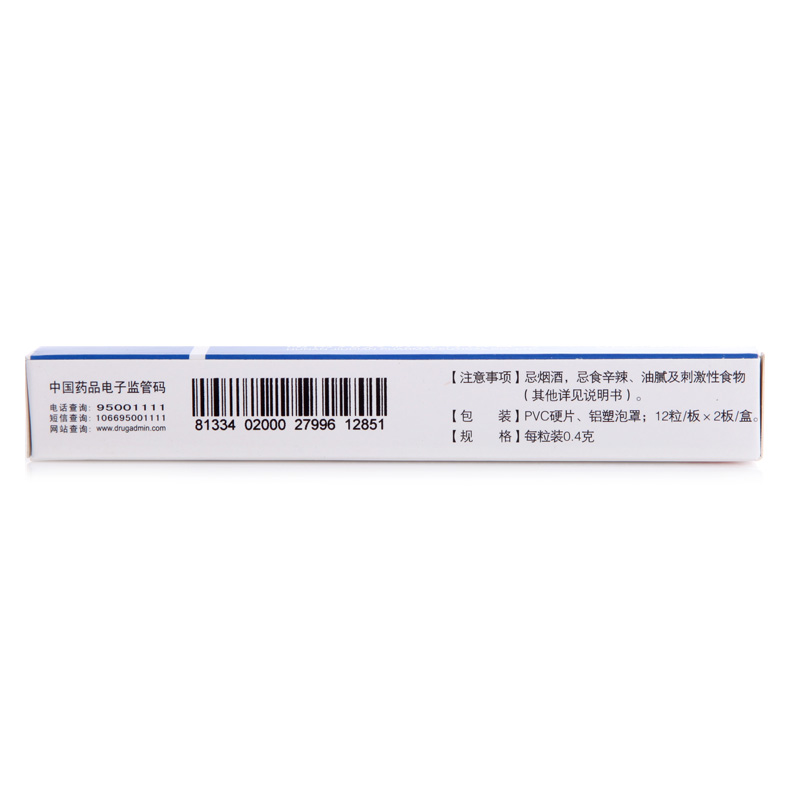 中国药品电子监管码
电话查询: 95001111
短信查询: 106695001111
网站查询: www.drugadmin.com
81334 02000 27996 12851
【注意事项】忌烟酒，忌食辛辣、油腻及刺激性食物
（其他详见说明书）。
【包 装】PVC硬片、铝塑泡罩；12粒/板×2板/盒。
【规 格】每粒装0.4克